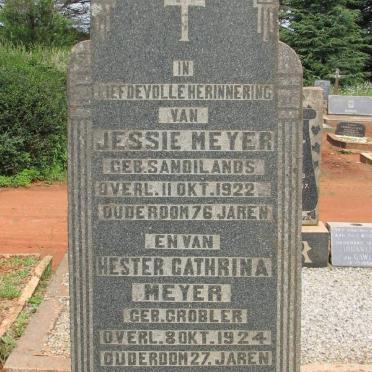 IN
LIEFDEVOLLE HERINNERING
VAN
JESSIE MEYER
GEB. SANDILANDS
OVERL. 11 OKT. 1922
OUDERDOM 76 JAREN
EN VAN
HESTER CATHRINA
MEYER
GEB. GROBLER
OVERL. 8 OKT. 1924
OUDERDOM 27 JAREN